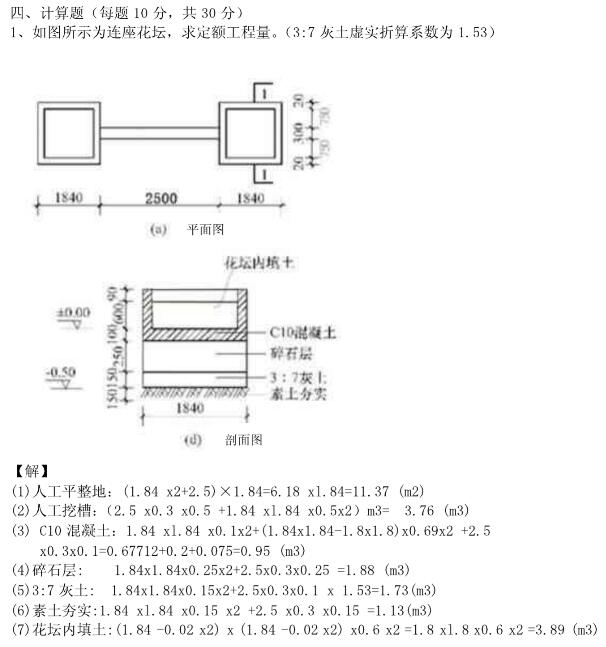 四、计算题（每题 10 分，共 30 分）
1、如图所示为连座花坛，求定额工程量。（3:7 灰土虚实折算系数为 1.53）
1
20
750
300
750
20
1
1840
2500
1840
(a) 平面图
花坛内填土
90
600
±0.00
100
C10混凝土
250
碎石层
-0.50
150
3：7灰土
150
素土夯实
1840
(d) 剖面图
【解】
(1)人工平整地：(1.84 x2+2.5)×1.84=6.18 x1.84=11.37 (m2)
(2)人工挖槽：（2.5 x0.3 x0.5 +1.84 x1.84 x0.5x2）m3= 3.76 (m3)
(3) C10 混凝土：1.84 x1.84 x0.1x2+(1.84x1.84-1.8x1.8)x0.69x2 +2.5
x0.3x0.1=0.67712+0.2+0.075=0.95 (m3)
(4)碎石层: 1.84x1.84x0.25x2+2.5x0.3x0.25 =1.88 (m3)
(5)3:7 灰土: 1.84x1.84x0.15x2+2.5x0.3x0.1 x 1.53=1.73(m3)
(6)素土夯实:1.84 x1.84 x0.15 x2 +2.5 x0.3 x0.15 =1.13(m3)
(7)花坛内填土:(1.84 -0.02 x2) x (1.84 -0.02 x2) x0.6 x2 =1.8 x1.8 x0.6 x2 =3.89 (m3)